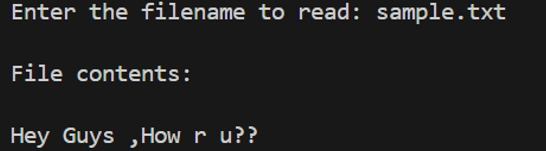 Enter the filename to read: sample.txt
File contents:
Hey Guys ,How r u??